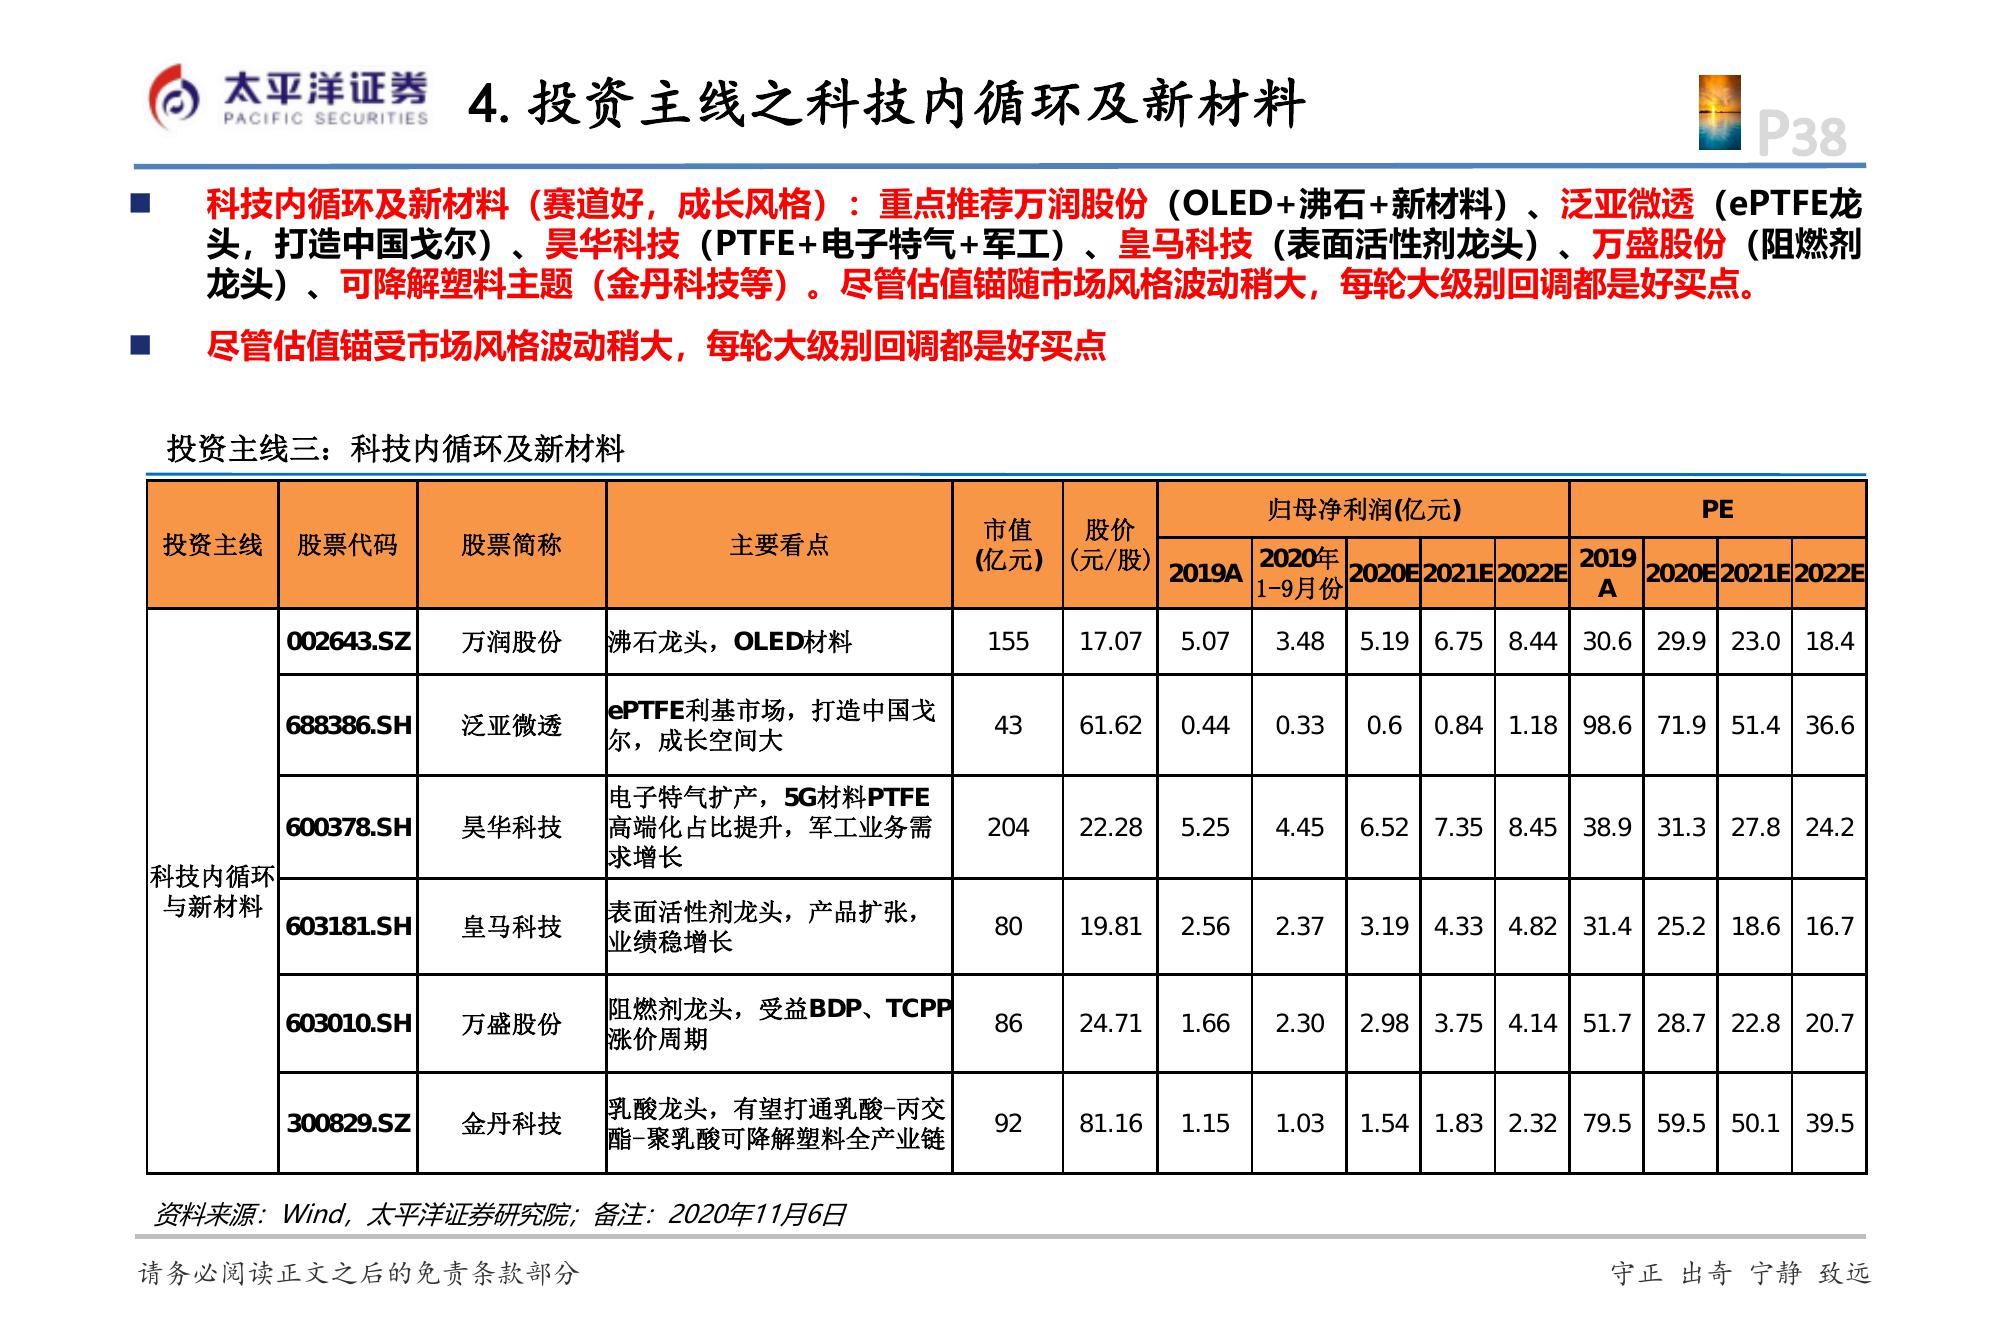 太平洋证券
PACIFIC SECURITIES
4. 投资主线之科技内循环及新材料
P38
科技内循环及新材料（赛道好，成长风格）：重点推荐万润股份（OLED+沸石+新材料）、泛亚微透（ePTFE龙
头，打造中国戈尔）、昊华科技（PTFE+电子特气+军工）、皇马科技（表面活性剂龙头）、万盛股份（阻燃剂
龙头）、可降解塑料主题（金丹科技等）。尽管估值锚随市场风格波动稍大，每轮大级别回调都是好买点。
尽管估值锚受市场风格波动稍大，每轮大级别回调都是好买点
投资主线三：科技内循环及新材料
投资主线 股票代码 股票简称 主要看点 市值(亿元) 股价(元/股) 归母净利润(亿元) PE
2019A 2020年1-9月份 2020E 2021E 2022E 2019A 2020E 2021E 2022E
科技内循环与新材料
002643.SZ 万润股份 沸石龙头，OLED材料 155 17.07 5.07 3.48 5.19 6.75 8.44 30.6 29.9 23.0 18.4
688386.SH 泛亚微透 ePTFE利基市场，打造中国戈尔，成长空间大 43 61.62 0.44 0.33 0.6 0.84 1.18 98.6 71.9 51.4 36.6
600378.SH 昊华科技 电子特气扩产，5G材料PTFE高端化占比提升，军工业务需求增长 204 22.28 5.25 4.45 6.52 7.35 8.45 38.9 31.3 27.8 24.2
603181.SH 皇马科技 表面活性剂龙头，产品扩张，业绩稳增长 80 19.81 2.56 2.37 3.19 4.33 4.82 31.4 25.2 18.6 16.7
603010.SH 万盛股份 阻燃剂龙头，受益BDP、TCPP涨价周期 86 24.71 1.66 2.30 2.98 3.75 4.14 51.7 28.7 22.8 20.7
300829.SZ 金丹科技 乳酸龙头，有望打通乳酸-丙交酯-聚乳酸可降解塑料全产业链 92 81.16 1.15 1.03 1.54 1.83 2.32 79.5 59.5 50.1 39.5
资料来源：Wind，太平洋证券研究院；备注：2020年11月6日
请务必阅读正文之后的免责条款部分
守正 出奇 宁静 致远